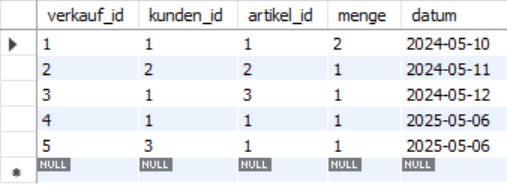 verkauf_id kunden_id artikel_id menge datum
1 1 1 2 2024-05-10
2 2 2 1 2024-05-11
3 1 3 1 2024-05-12
4 1 1 1 2025-05-06
5 3 1 1 2025-05-06
NULL NULL NULL NULL NULL